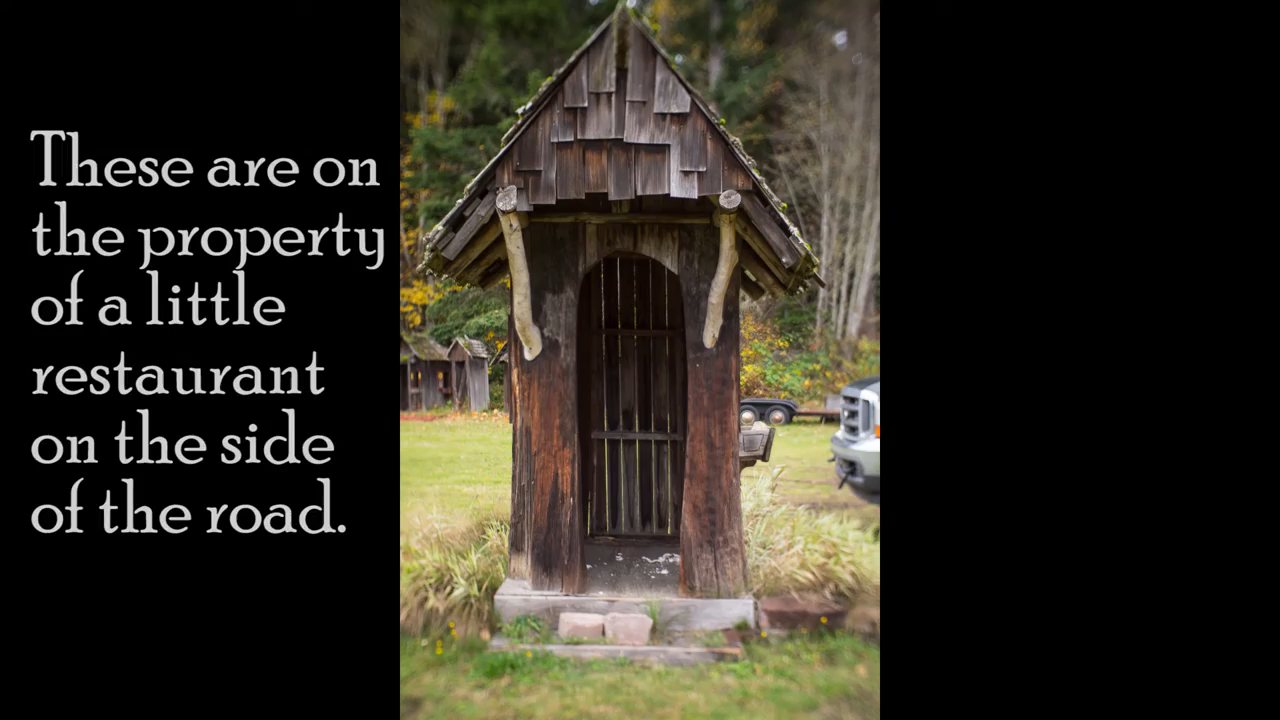 These are on
the property
of a little
restaurant
on the side
of the road.